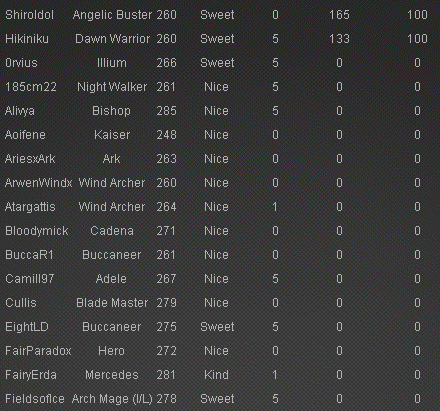 ShiroIdol Angelic Buster 260 Sweet 0 165 100
Hikiniku Dawn Warrior 260 Sweet 5 133 100
0rvius Illium 266 Sweet 5 0 0
185cm22 Night Walker 261 Nice 5 0 0
Alivya Bishop 285 Nice 5 0 0
Aoifene Kaiser 248 Nice 0 0 0
AriesxArk Ark 263 Nice 0 0 0
ArwenWindx Wind Archer 260 Nice 0 0 0
Atargattis Wind Archer 264 Nice 1 0 0
Bloodymick Cadena 271 Nice 0 0 0
BuccaR1 Buccaneer 261 Nice 0 0 0
Camill97 Adele 267 Nice 5 0 0
Cullis Blade Master 279 Nice 0 0 0
EightLD Buccaneer 275 Sweet 5 0 0
FairParadox Hero 272 Nice 0 0 0
FairyErda Mercedes 281 Kind 1 0 0
FieldsofIce Arch Mage (I/L) 278 Sweet 5 0 0